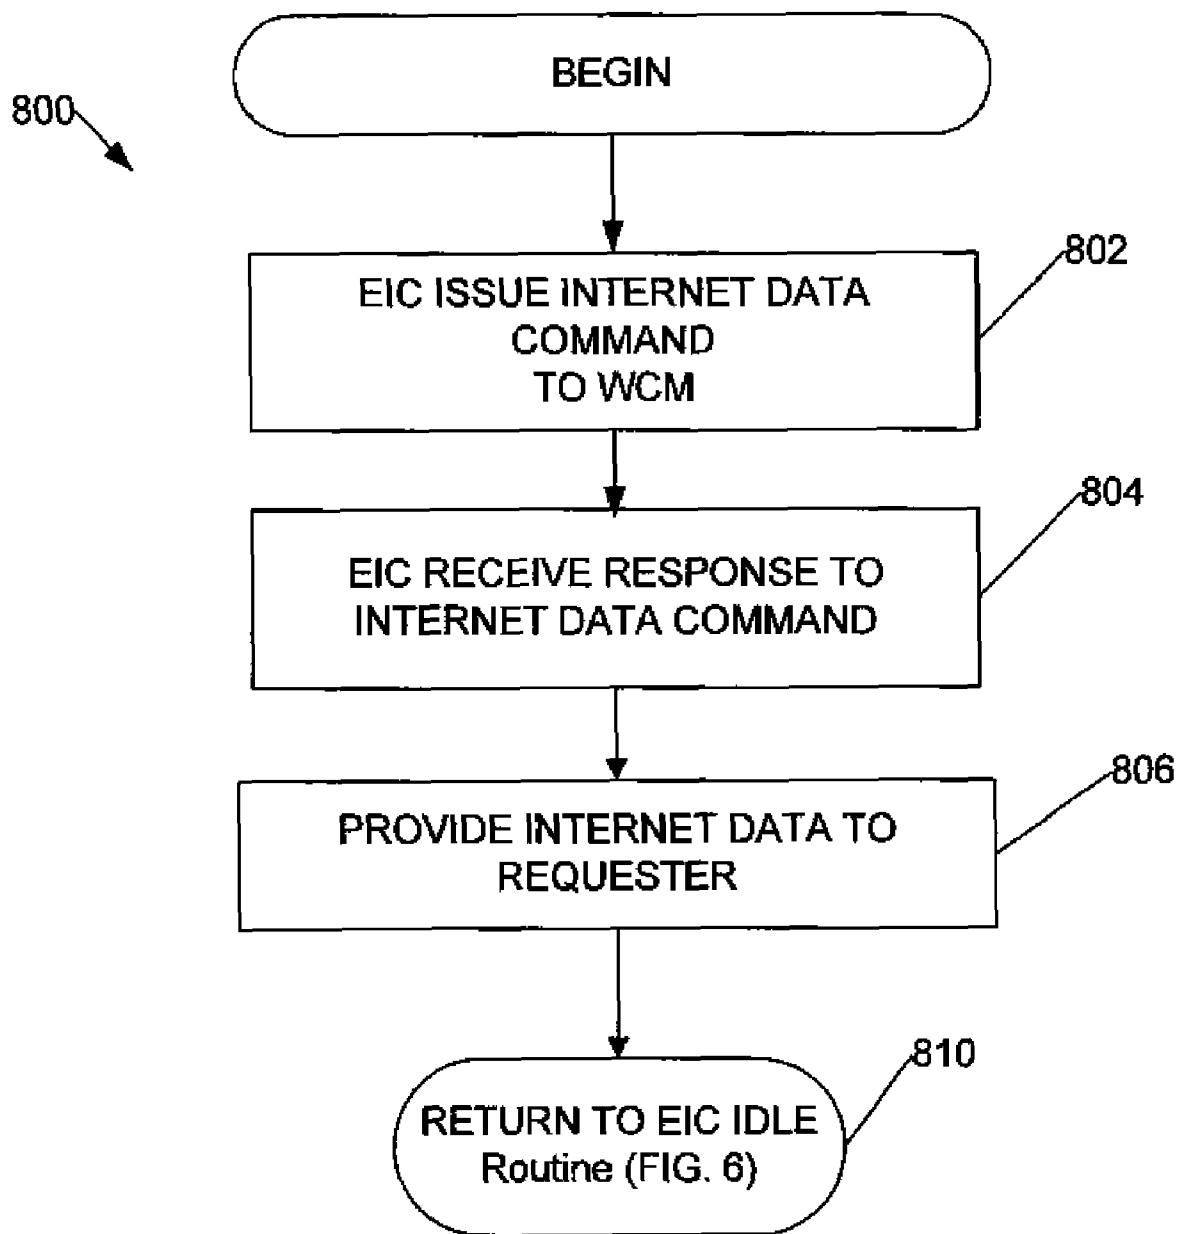 BEGIN
800
EIC ISSUE INTERNET DATA
COMMAND
TO WCM
802
EIC RECEIVE RESPONSE TO
INTERNET DATA COMMAND
804
PROVIDE INTERNET DATA TO
REQUESTER
806
RETURN TO EIC IDLE
Routine (FIG. 6)
810